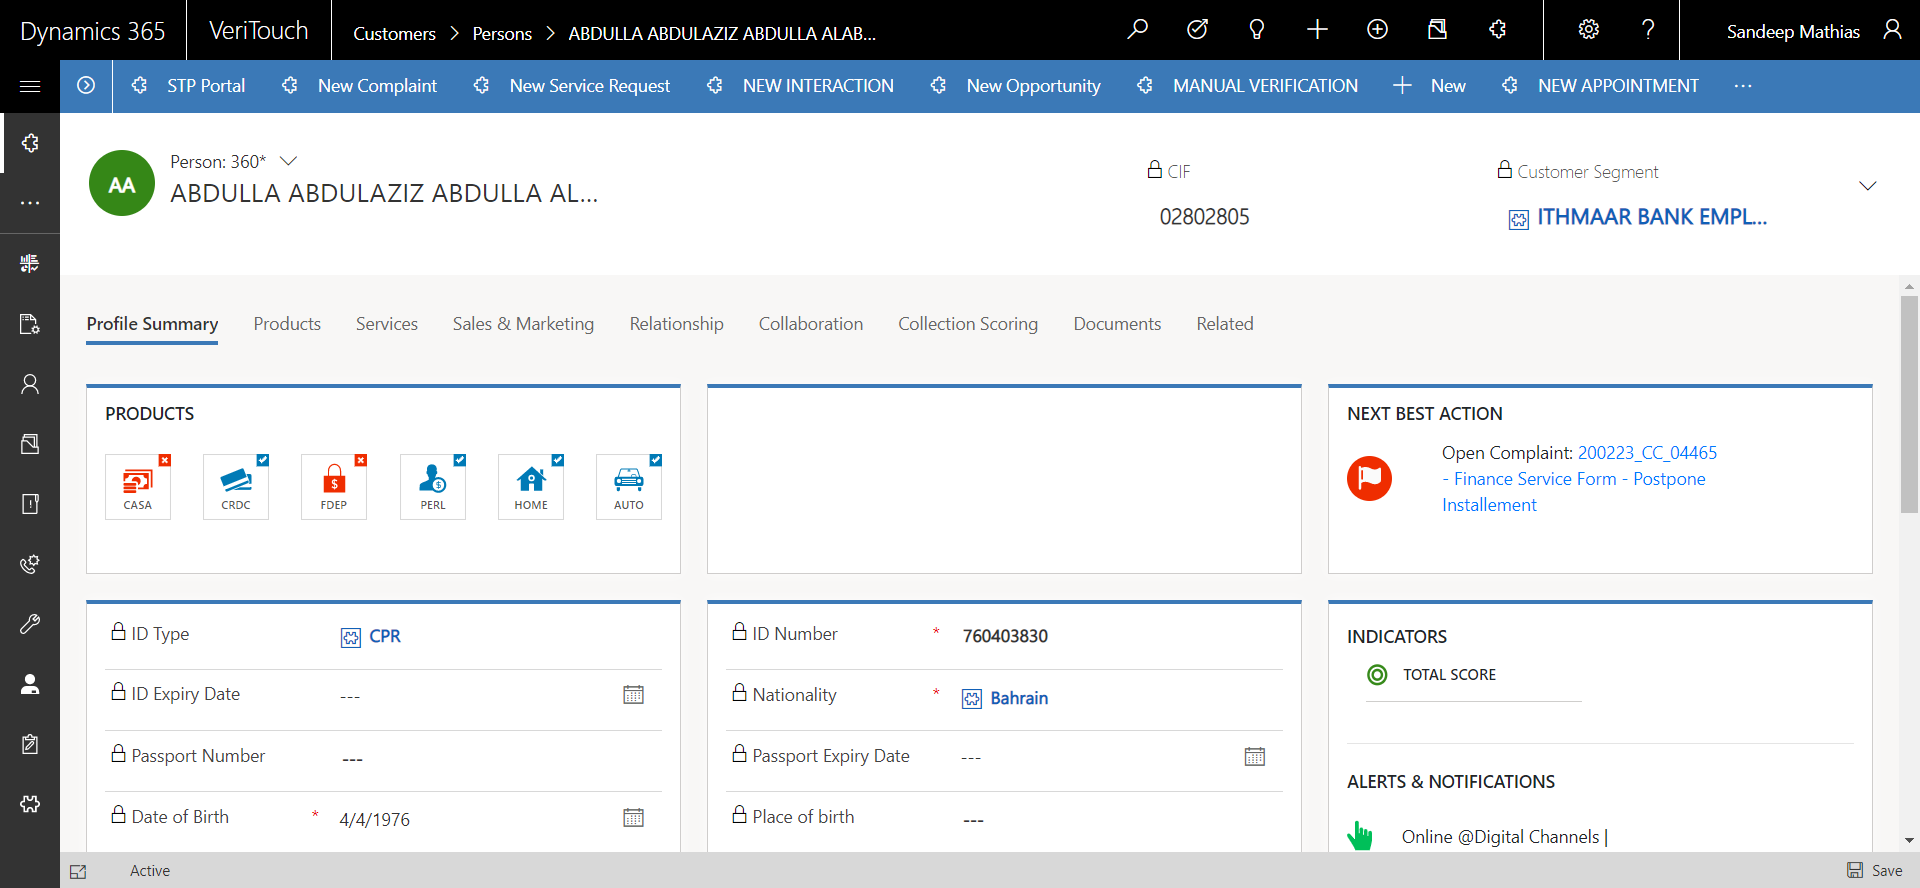 Dynamics 365 VeriTouch Customers > Persons > ABDULLA ABDULAZIZ ABDULLA ALAB... Sandeep Mathias
STP Portal New Complaint New Service Request NEW INTERACTION New Opportunity MANUAL VERIFICATION New NEW APPOINTMENT ...
AA
Person: 360*
ABDULLA ABDULAZIZ ABDULLA AL...
CIF
02802805
Customer Segment
ITHMAAR BANK EMPL...
Profile Summary Products Services Sales & Marketing Relationship Collaboration Collection Scoring Documents Related
PRODUCTS
CASA CRDC FDEP PERL HOME AUTO
NEXT BEST ACTION
Open Complaint: 200223_CC_04465
- Finance Service Form - Postpone
Installement
ID Type CPR
ID Expiry Date ---
Passport Number ---
Date of Birth * 4/4/1976
ID Number * 760403830
Nationality * Bahrain
Passport Expiry Date ---
Place of birth ---
INDICATORS
TOTAL SCORE
ALERTS & NOTIFICATIONS
Online @Digital Channels |
Active Save